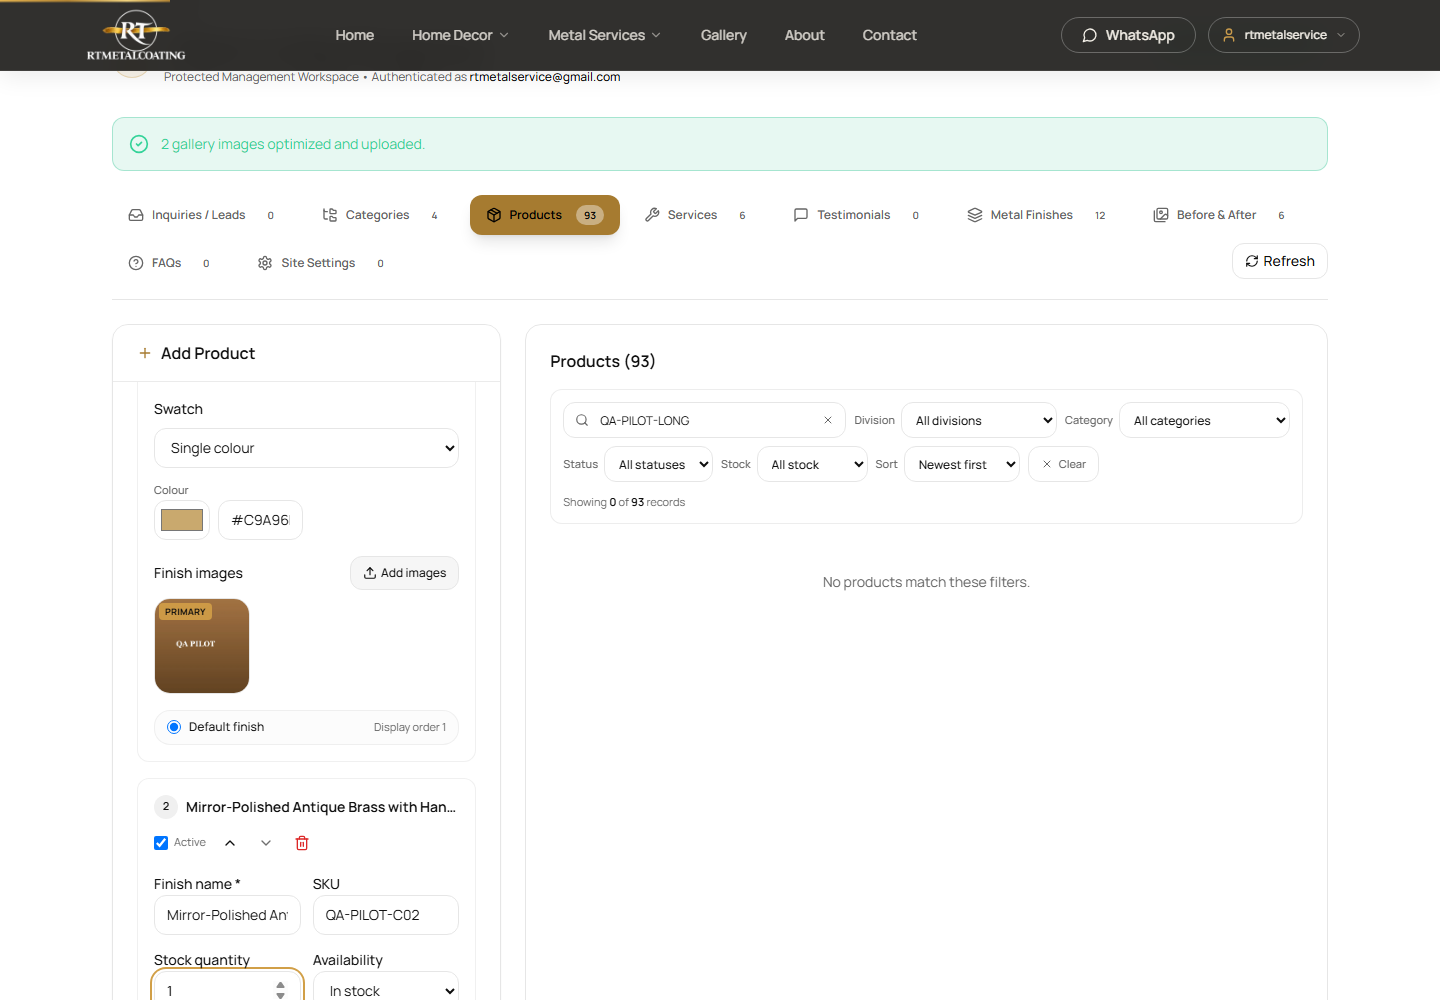 RT
RTMETALCOATING
Home
Home Decor
Metal Services
Gallery
About
Contact
WhatsApp
rtmetalservice
Protected Management Workspace • Authenticated as rtmetalservice@gmail.com
2 gallery images optimized and uploaded.
Inquiries / Leads 0
Categories 4
Products 93
Services 6
Testimonials 0
Metal Finishes 12
Before & After 6
FAQs 0
Site Settings 0
Refresh
Add Product
Swatch
Single colour
Colour
#C9A96
Finish images
Add images
PRIMARY
QA PILOT
Default finish
Display order 1
2 Mirror-Polished Antique Brass with Han...
Active
Finish name *
SKU
Mirror-Polished An
QA-PILOT-C02
Stock quantity
Availability
1
In stock
Products (93)
QA-PILOT-LONG
Division
All divisions
Category
All categories
Status
All statuses
Stock
All stock
Sort
Newest first
Clear
Showing 0 of 93 records
No products match these filters.